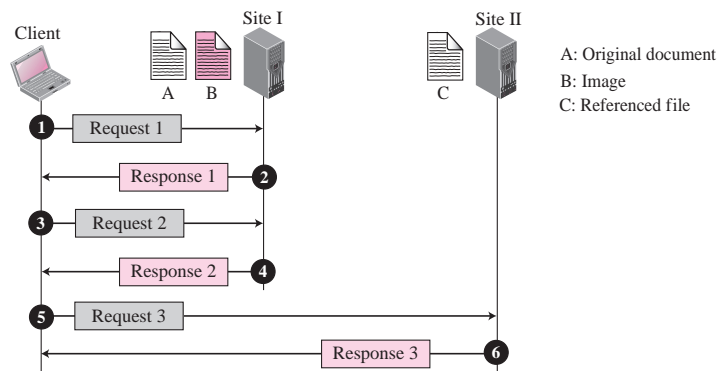 Client
Site I
Site II
A
B
C
A: Original document
B: Image
C: Referenced file
1 Request 1
Response 1 2
3 Request 2
Response 2 4
5 Request 3
Response 3 6